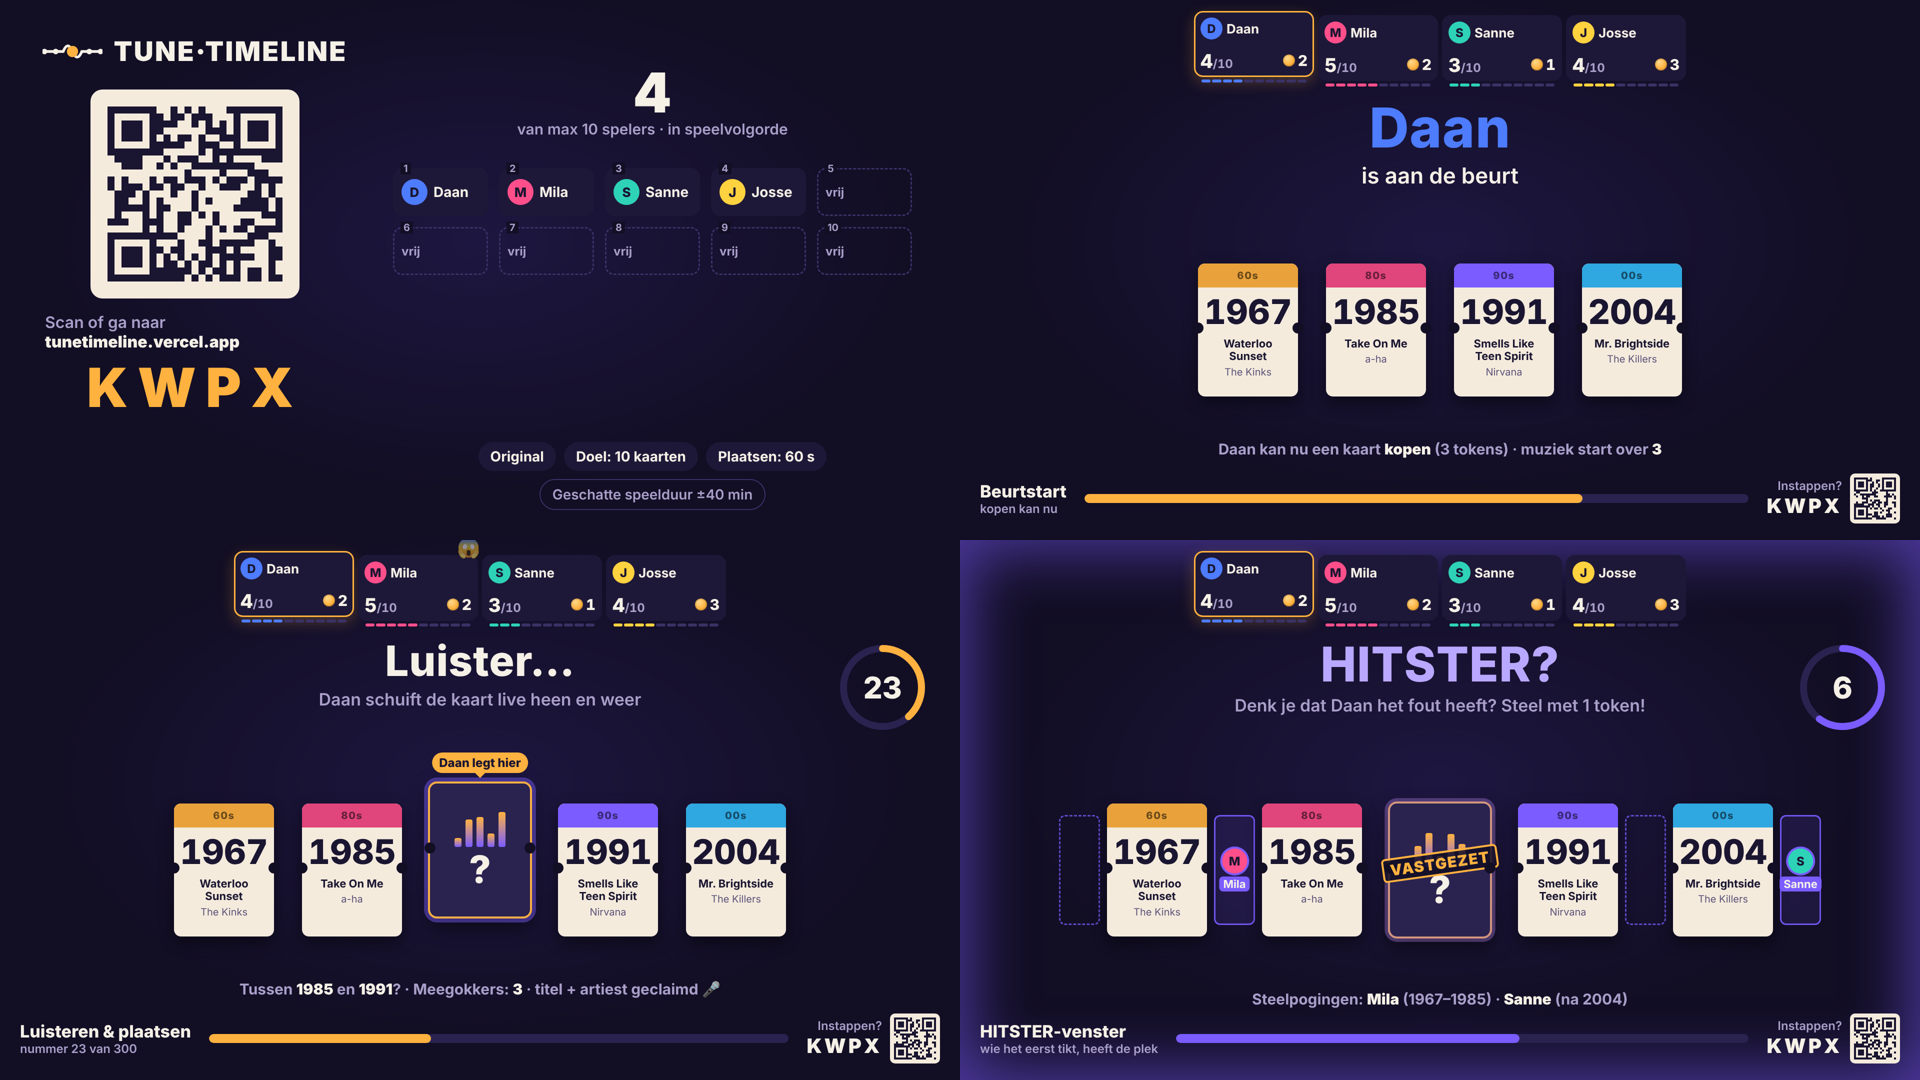 TUNE·TIMELINE
Scan of ga naar
tunetimeline.vercel.app
KWPX
4
van max 10 spelers · in speelvolgorde
1
D Daan
2
M Mila
3
S Sanne
4
J Josse
5
vrij
6
vrij
7
vrij
8
vrij
9
vrij
10
vrij
Original
Doel: 10 kaarten
Plaatsen: 60 s
Geschatte speelduur ±40 min
D Daan
4/10 2
M Mila
5/10 2
S Sanne
3/10 1
J Josse
4/10 3
Daan
is aan de beurt
60s
1967
Waterloo
Sunset
The Kinks
80s
1985
Take On Me
a-ha
90s
1991
Smells Like
Teen Spirit
Nirvana
00s
2004
Mr. Brightside
The Killers
Daan kan nu een kaart kopen (3 tokens) · muziek start over 3
Beurtstart
kopen kan nu
Instappen?
KWPX
D Daan
4/10 2
M Mila
5/10 2
S Sanne
3/10 1
J Josse
4/10 3
Luister...
Daan schuift de kaart live heen en weer
23
60s
1967
Waterloo
Sunset
The Kinks
80s
1985
Take On Me
a-ha
Daan legt hier
?
90s
1991
Smells Like
Teen Spirit
Nirvana
00s
2004
Mr. Brightside
The Killers
Tussen 1985 en 1991? · Meegokkers: 3 · titel + artiest geclaimd 🎤
Luisteren & plaatsen
nummer 23 van 300
Instappen?
KWPX
D Daan
4/10 2
M Mila
5/10 2
S Sanne
3/10 1
J Josse
4/10 3
HITSTER?
Denk je dat Daan het fout heeft? Steel met 1 token!
6
60s
1967
Waterloo
Sunset
The Kinks
M
Mila
80s
1985
Take On Me
a-ha
VASTGEZET
?
90s
1991
Smells Like
Teen Spirit
Nirvana
00s
2004
Mr. Brightside
The Killers
S
Sanne
Steelpogingen: Mila (1967–1985) · Sanne (na 2004)
HITSTER-venster
wie het eerst tikt, heeft de plek
Instappen?
KWPX